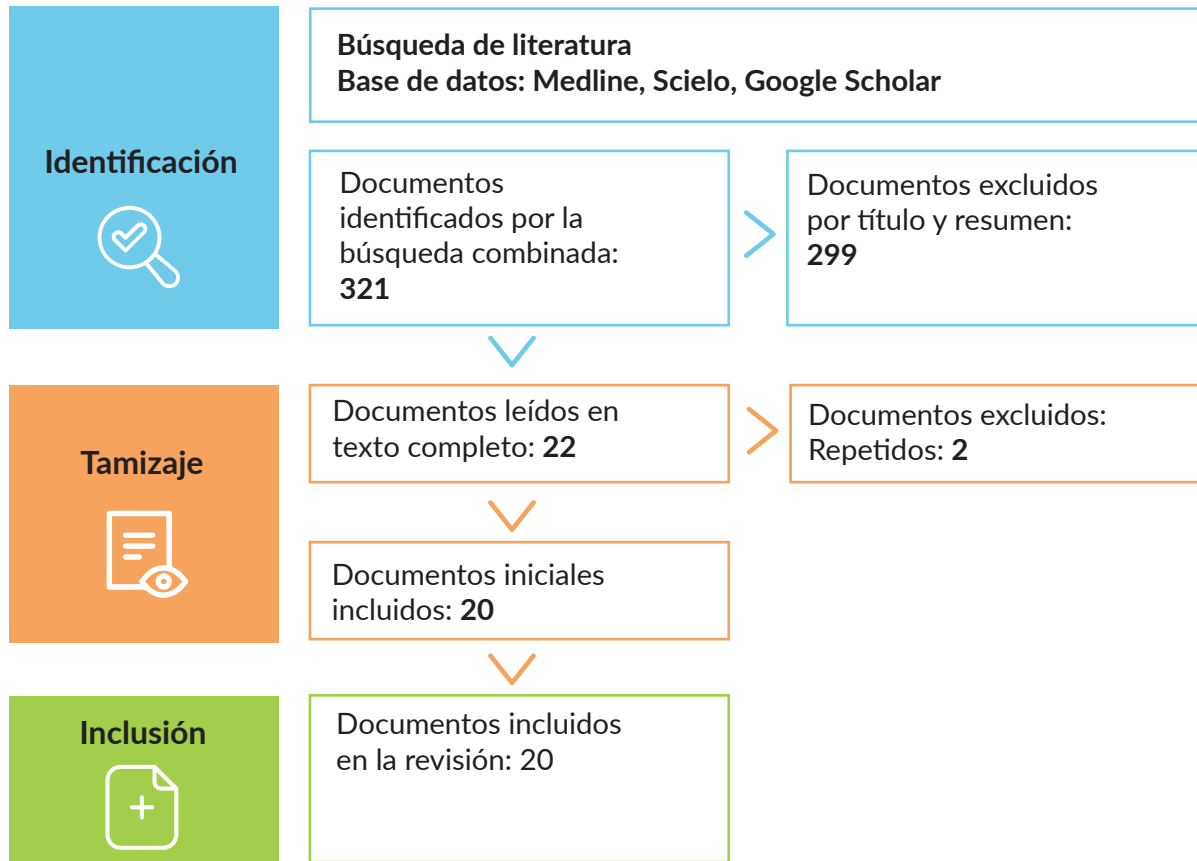 Identificación
Búsqueda de literatura
Base de datos: Medline, Scielo, Google Scholar
Documentos
identificados por la
búsqueda combinada:
321
Documentos excluidos
por título y resumen:
299
Tamizaje
Documentos leídos en
texto completo: 22
Documentos excluidos:
Repetidos: 2
Documentos iniciales
incluidos: 20
Inclusión
Documentos incluidos
en la revisión: 20